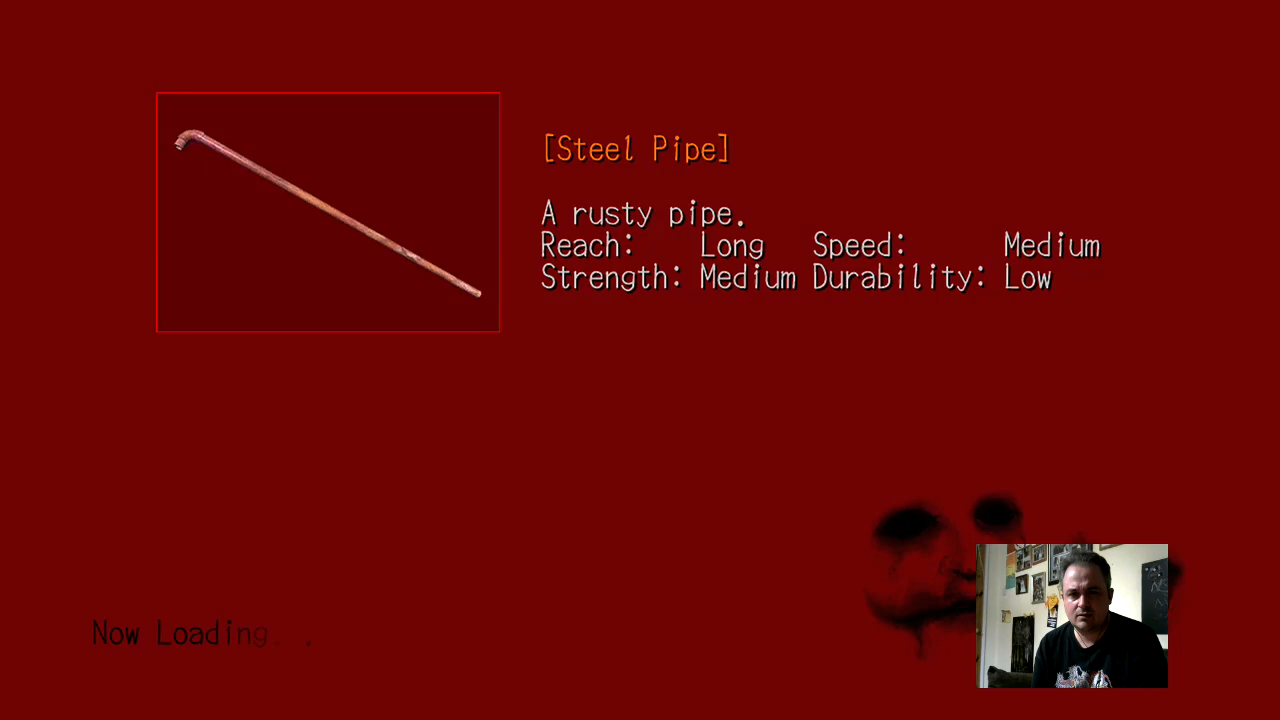 [Steel Pipe]
A rusty pipe.
Reach: Long Speed: Medium
Strength: Medium Durability: Low
Now Loading. .